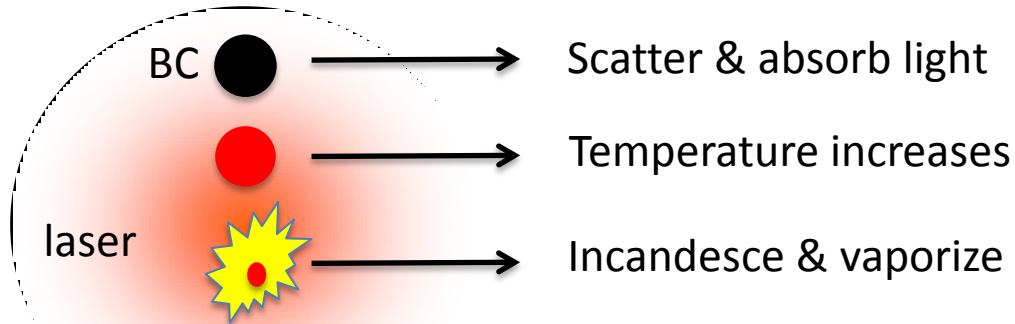 BC
Scatter & absorb light
Temperature increases
laser
Incandesce & vaporize